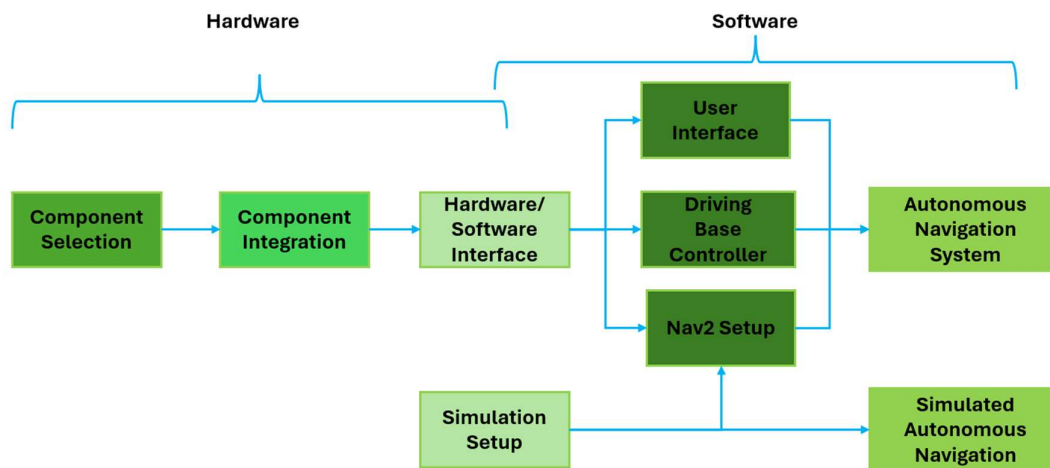 Hardware
Software
User
Interface
Component
Selection
Component
Integration
Hardware/
Software
Interface
Driving
Base
Controller
Autonomous
Navigation
System
Nav2 Setup
Simulation
Setup
Simulated
Autonomous
Navigation